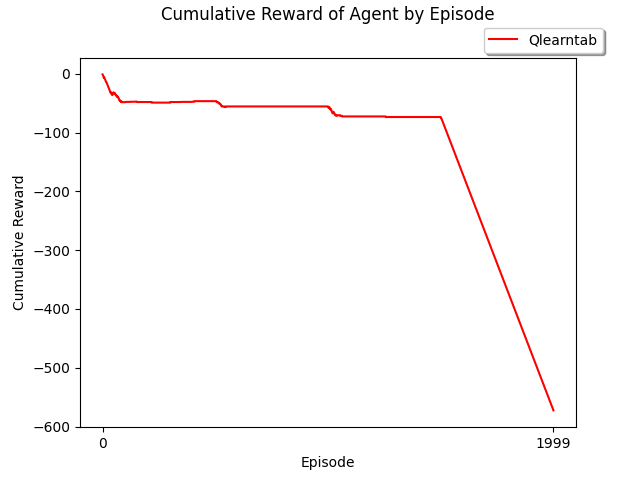 Cumulative Reward of Agent by Episode
Qlearntab
0
−100
−200
−300
−400
−500
−600
Cumulative Reward
0 1999
Episode